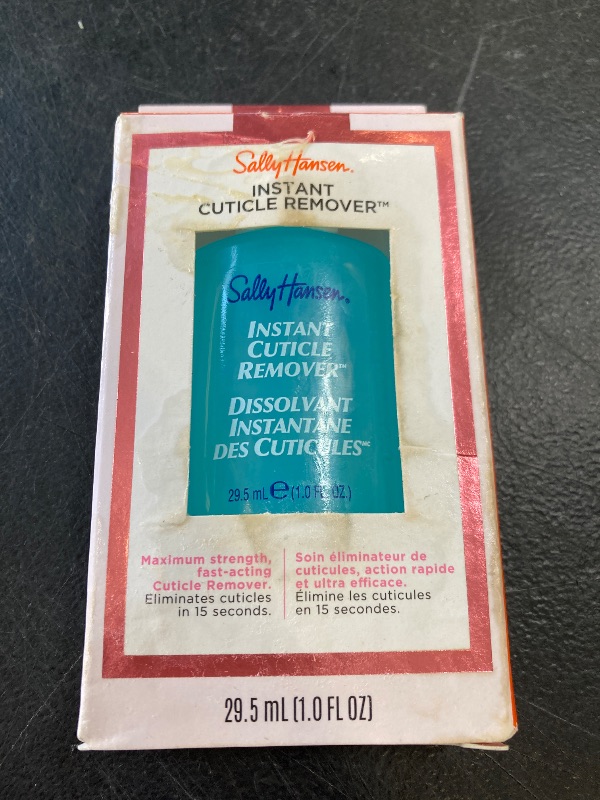 Sally Hansen.
INSTANT
CUTICLE REMOVER™
Sally Hansen®
INSTANT
CUTICLE
REMOVER™
DISSOLVANT
INSTANTANÉ
DES CUTICULES MC
29.5 mL ℮ (1.0 FL OZ.)
Maximum strength,
fast-acting
Cuticle Remover.
Eliminates cuticles
in 15 seconds.
Soin éliminateur de
cuticules, action rapide
et ultra efficace.
Élimine les cuticules
en 15 secondes.
29.5 mL (1.0 FL OZ)